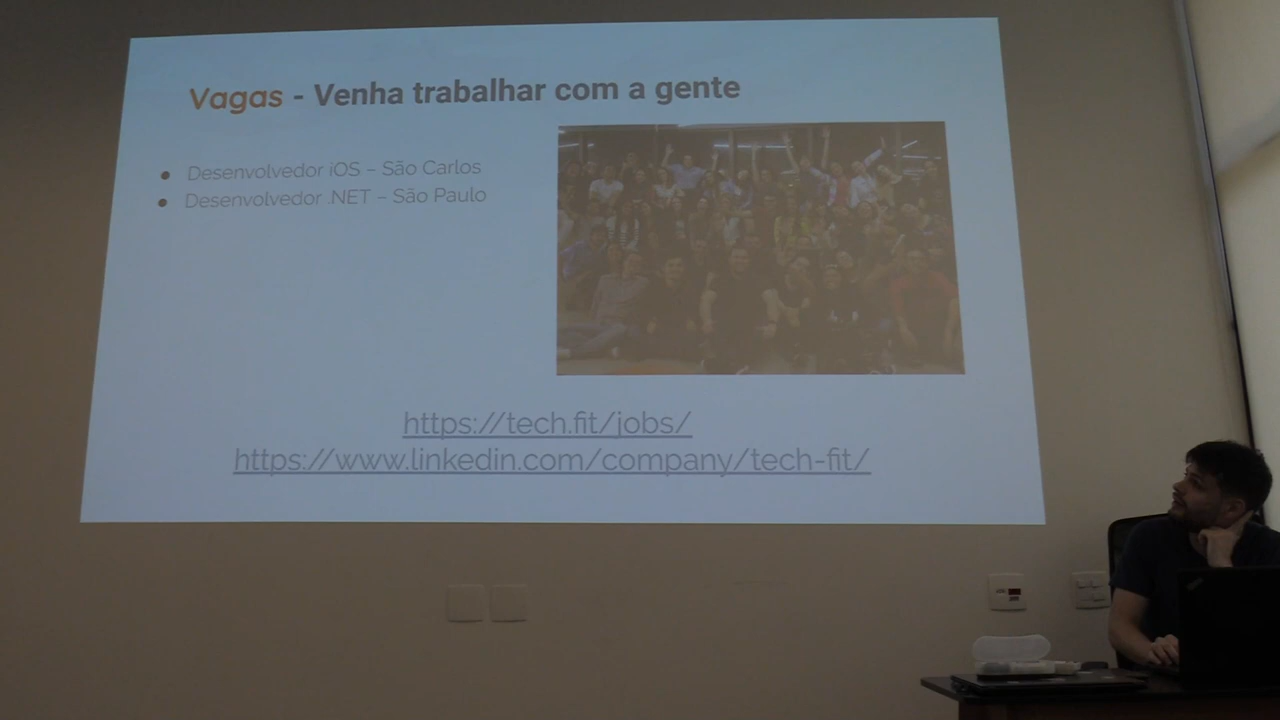 Vagas - Venha trabalhar com a gente
● Desenvolvedor iOS – São Carlos
● Desenvolvedor .NET – São Paulo
https://tech.fit/jobs/
https://www.linkedin.com/company/tech-fit/